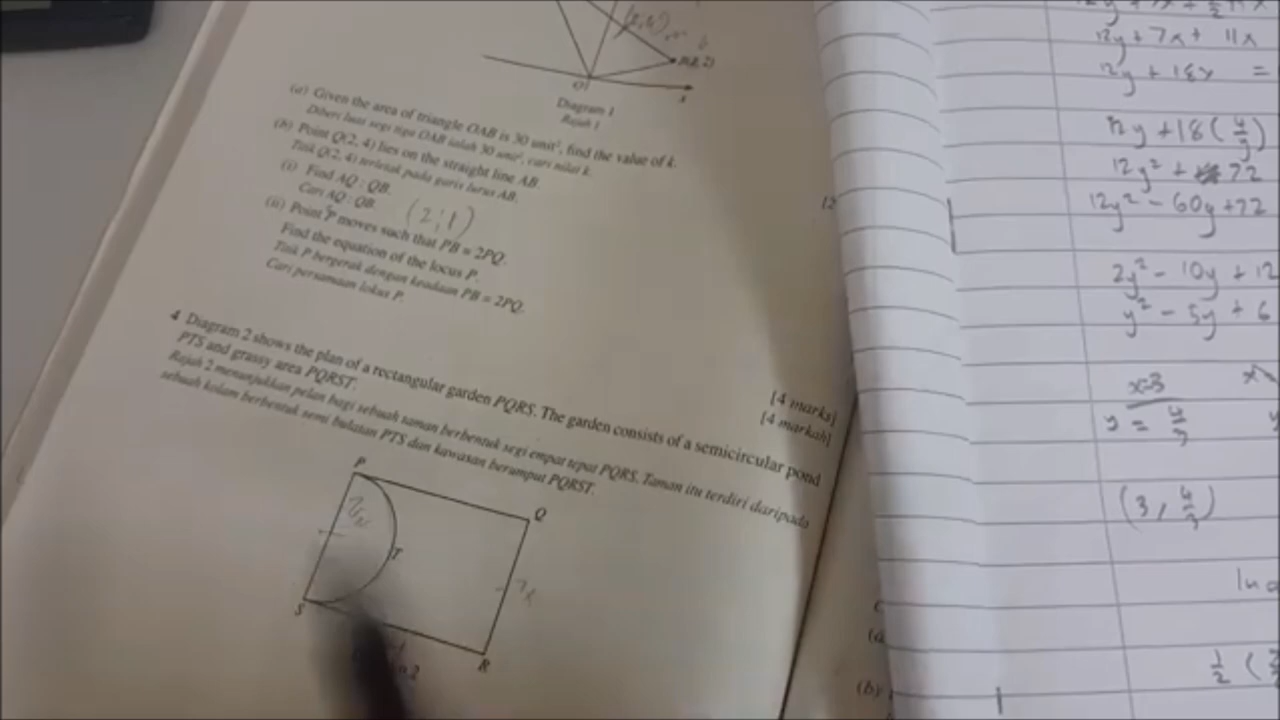 B(k, 2)
O
x
Diagram 1
Rajah 1
(a) Given the area of triangle OAB is 30 unit², find the value of k.
Diberi luas segi tiga OAB ialah 30 unit², cari nilai k.
(b) Point Q(2, 4) lies on the straight line AB.
Titik Q(2, 4) terletak pada garis lurus AB.
(i) Find AQ : QB.
Cari AQ : QB.
(2:1)
(ii) Point P moves such that PB = 2PQ.
Find the equation of the locus P.
Titik P bergerak dengan keadaan PB = 2PQ.
Cari persamaan lokus P.
[4 marks]
[4 markah]
4 Diagram 2 shows the plan of a rectangular garden PQRS. The garden consists of a semicircular pond
PTS and grassy area PQRST.
Rajah 2 menunjukkan pelan bagi sebuah taman berbentuk segi empat tepat PQRS. Taman itu terdiri daripada
sebuah kolam berbentuk semi bulatan PTS dan kawasan berumput PQRST.
P
Q
T
S
R
12y + 7x + 11x
12y + 18x =
12y + 18(4/y)
12y² + 72
12
12y² - 60y + 72
2y² - 10y + 12
y² - 5y + 6
x=3
y = 4/3
(3, 4/3)
1/2 (
(b)